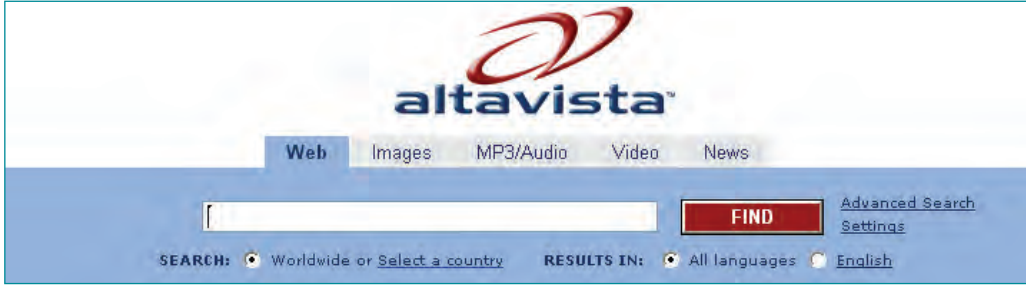 altavista™
Web Images MP3/Audio Video News
FIND Advanced Search
Settings
SEARCH: Worldwide or Select a country RESULTS IN: All languages English